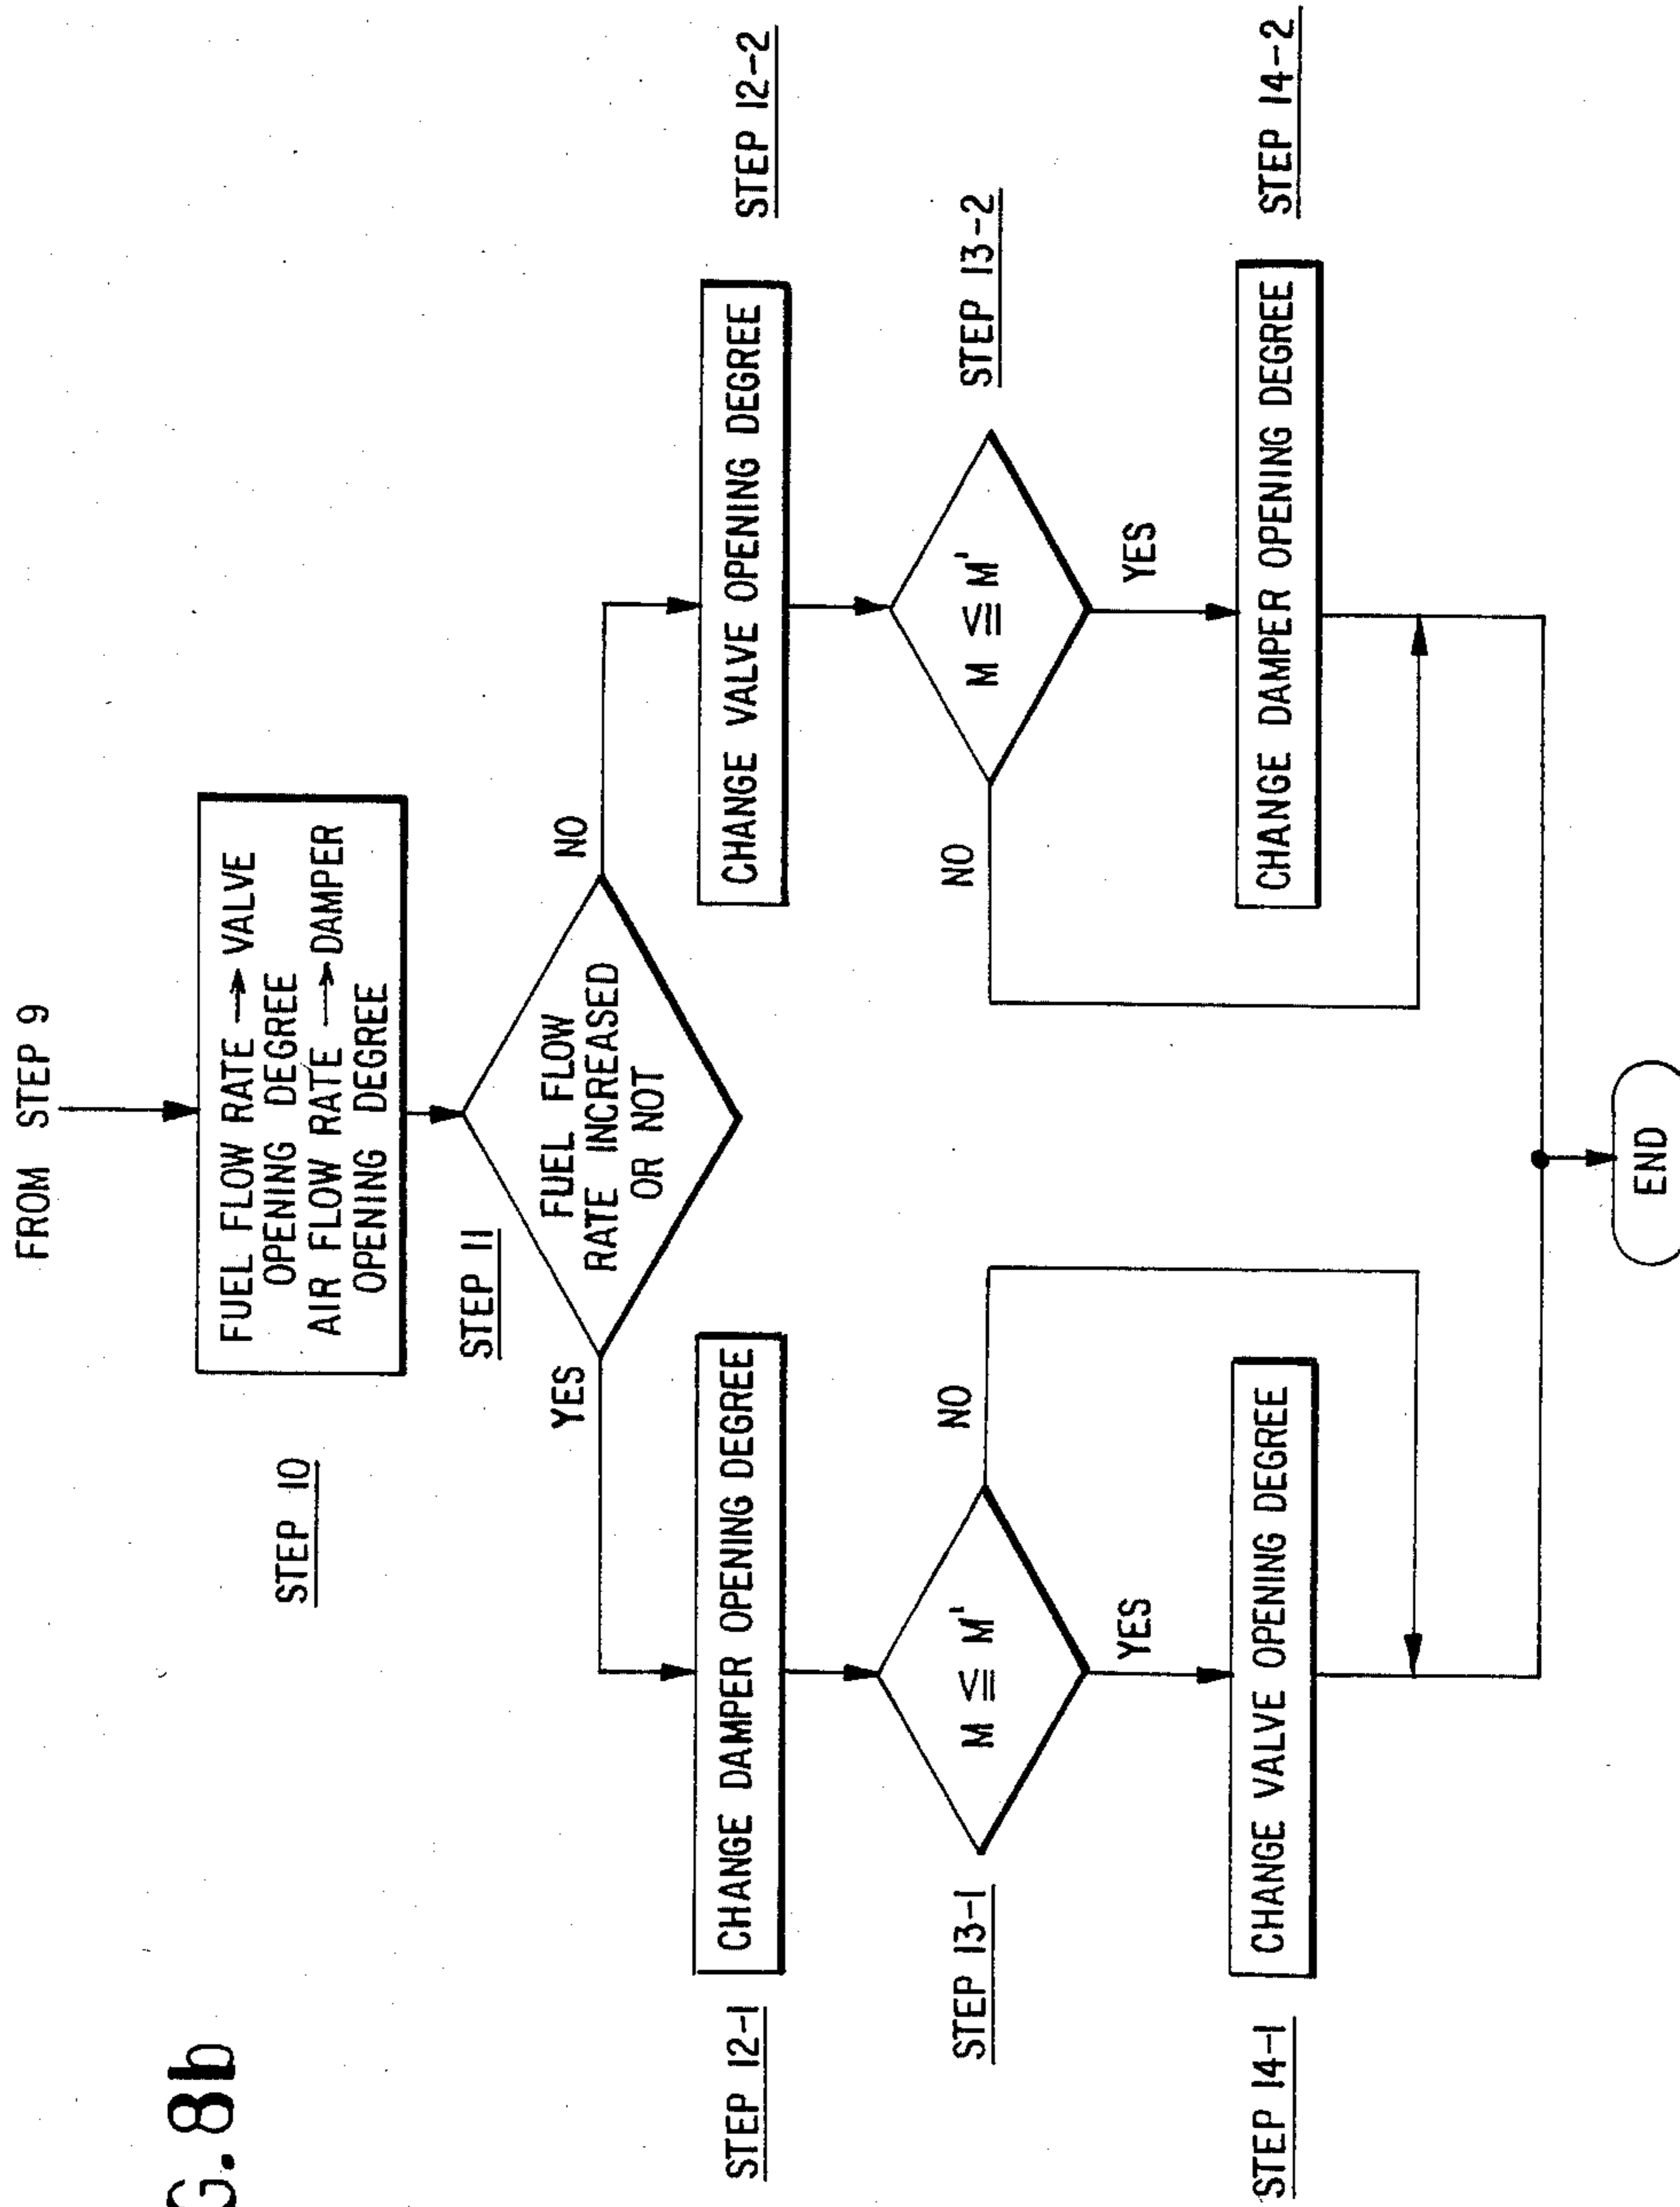 G.8b
FROM STEP 9
STEP 10
FUEL FLOW RATE → VALVE
OPENING DEGREE
AIR FLOW RATE → DAMPER
OPENING DEGREE
STEP 11
FUEL FLOW
RATE INCREASED
OR NOT
YES
NO
STEP 12-1
CHANGE DAMPER OPENING DEGREE
CHANGE VALVE OPENING DEGREE
STEP 12-2
STEP 13-1
M ≦ M'
NO
YES
NO
M ≦ M'
YES
STEP 13-2
STEP 14-1
CHANGE VALVE OPENING DEGREE
CHANGE DAMPER OPENING DEGREE
STEP 14-2
END